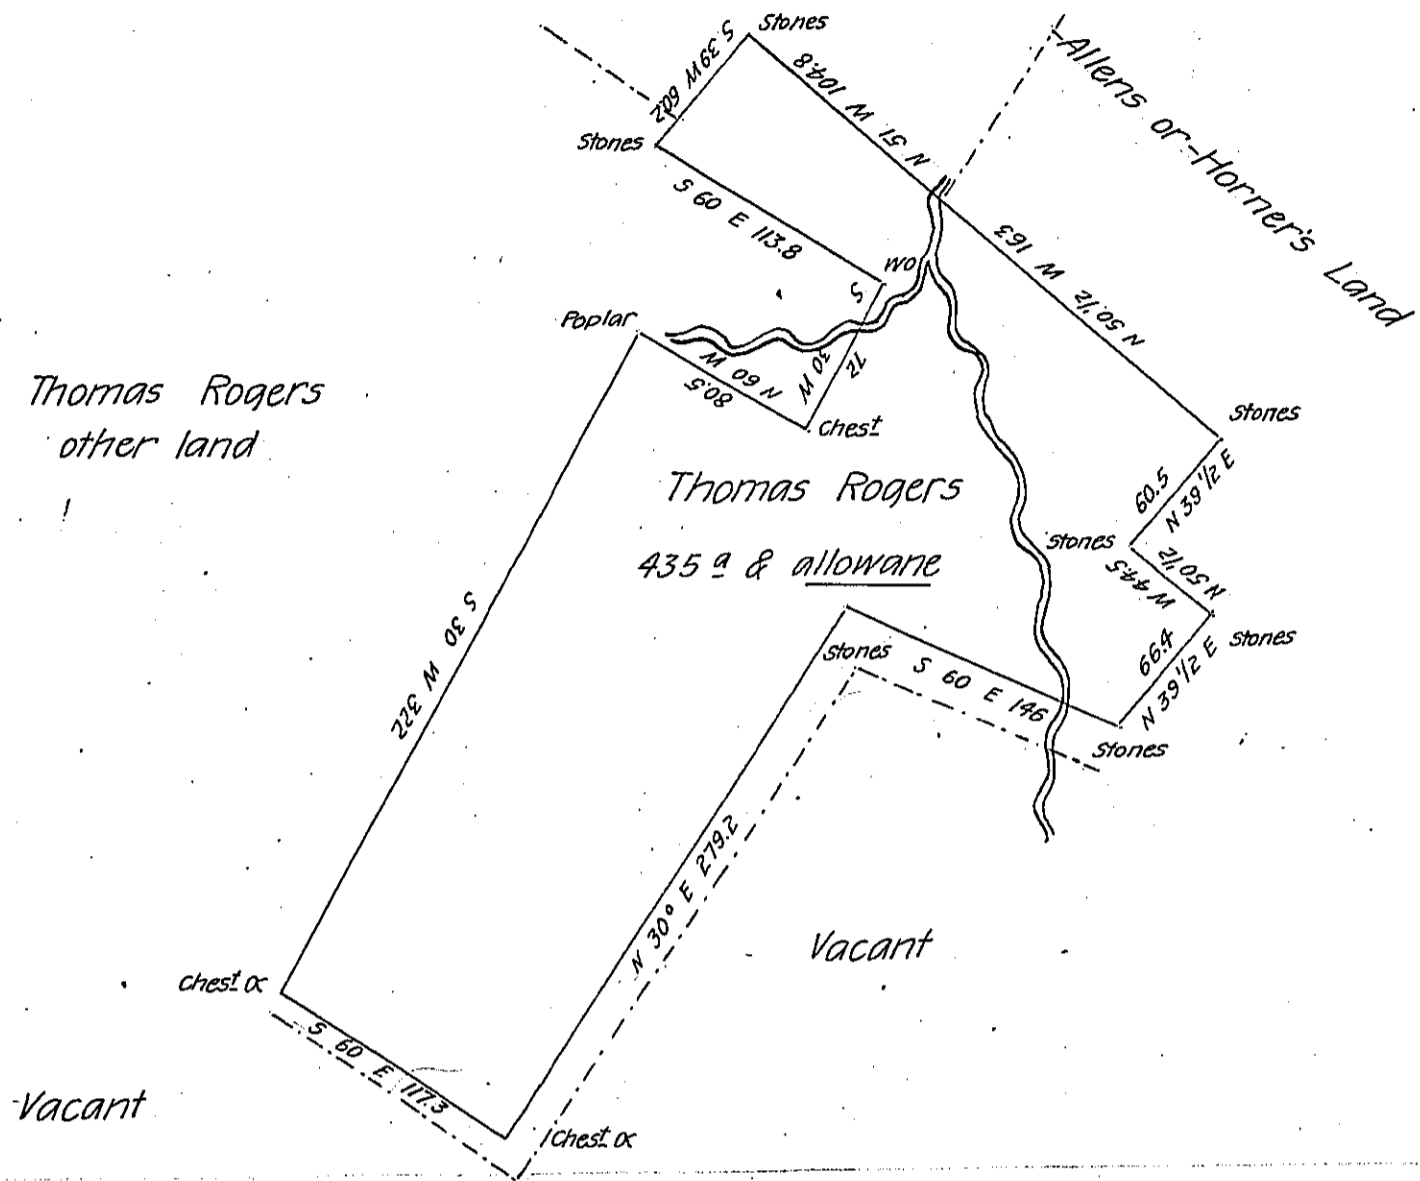 Stones
S 39 W 60.2
N 51 W 104.8
Allens or Horner's Land
Stones
S 60 E 113.8
WO
N 50 1/2 W 163
Poplar
S 30 W
72
N 60 W
80.5
Chest
Thomas Rogers
other land
Stones
60.5
N 39 1/2 E
Thomas Rogers
435 a & allowane
Stones
N 50 1/2
W 44.5
Stones
66.4
N 39 1/2 E
S 30 W 322
Stones
S 60 E 146
Stones
N 30° E 279.2
Vacant
Chest
S 60 E 117.3
Vacant
Chest